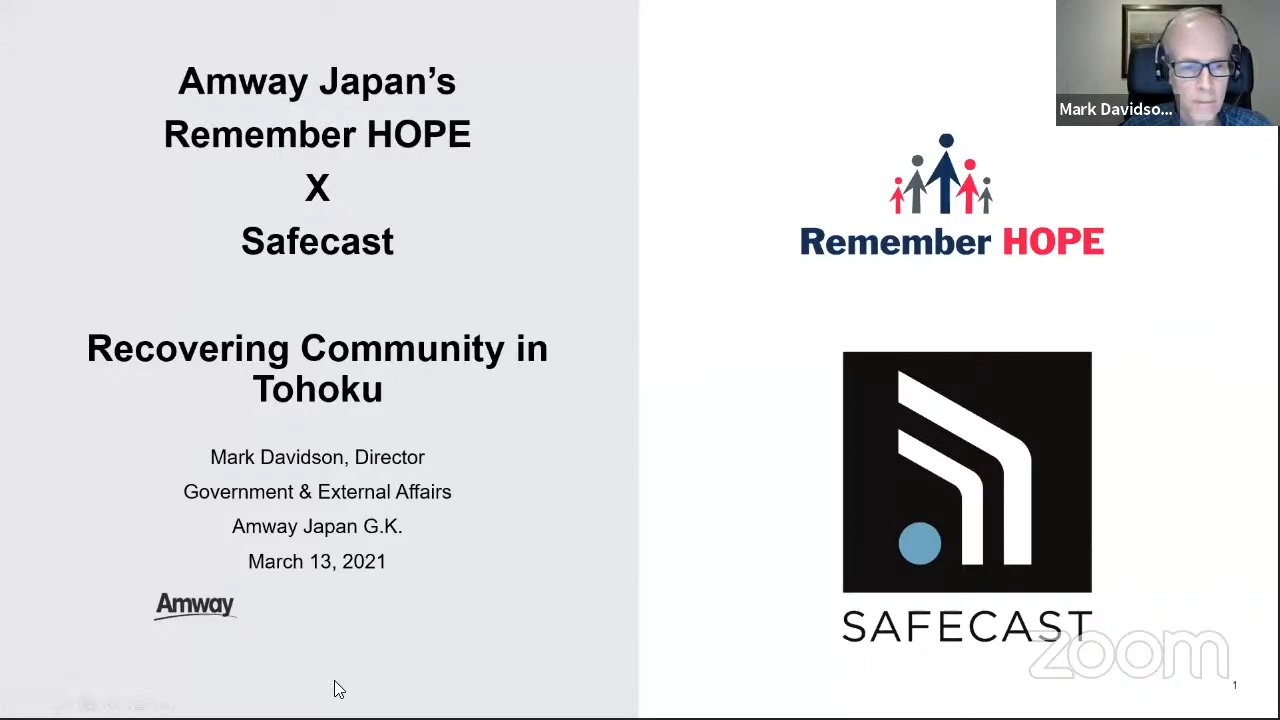 Amway Japan's
Remember HOPE
X
Safecast
Recovering Community in
Tohoku
Mark Davidson, Director
Government & External Affairs
Amway Japan G.K.
March 13, 2021
Amway
Mark Davidso...
Remember HOPE
SAFECAST
zoom
1